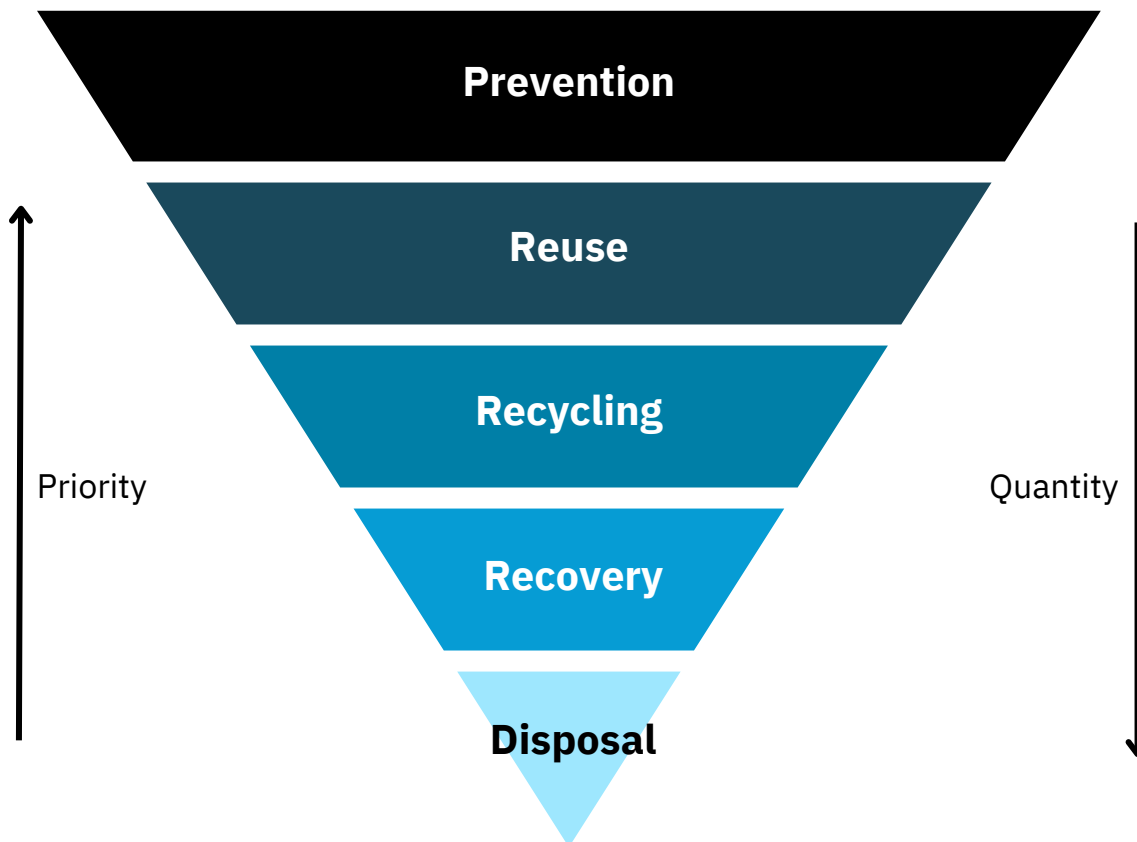 Prevention
Reuse
Recycling
Priority
Quantity
Recovery
Disposal